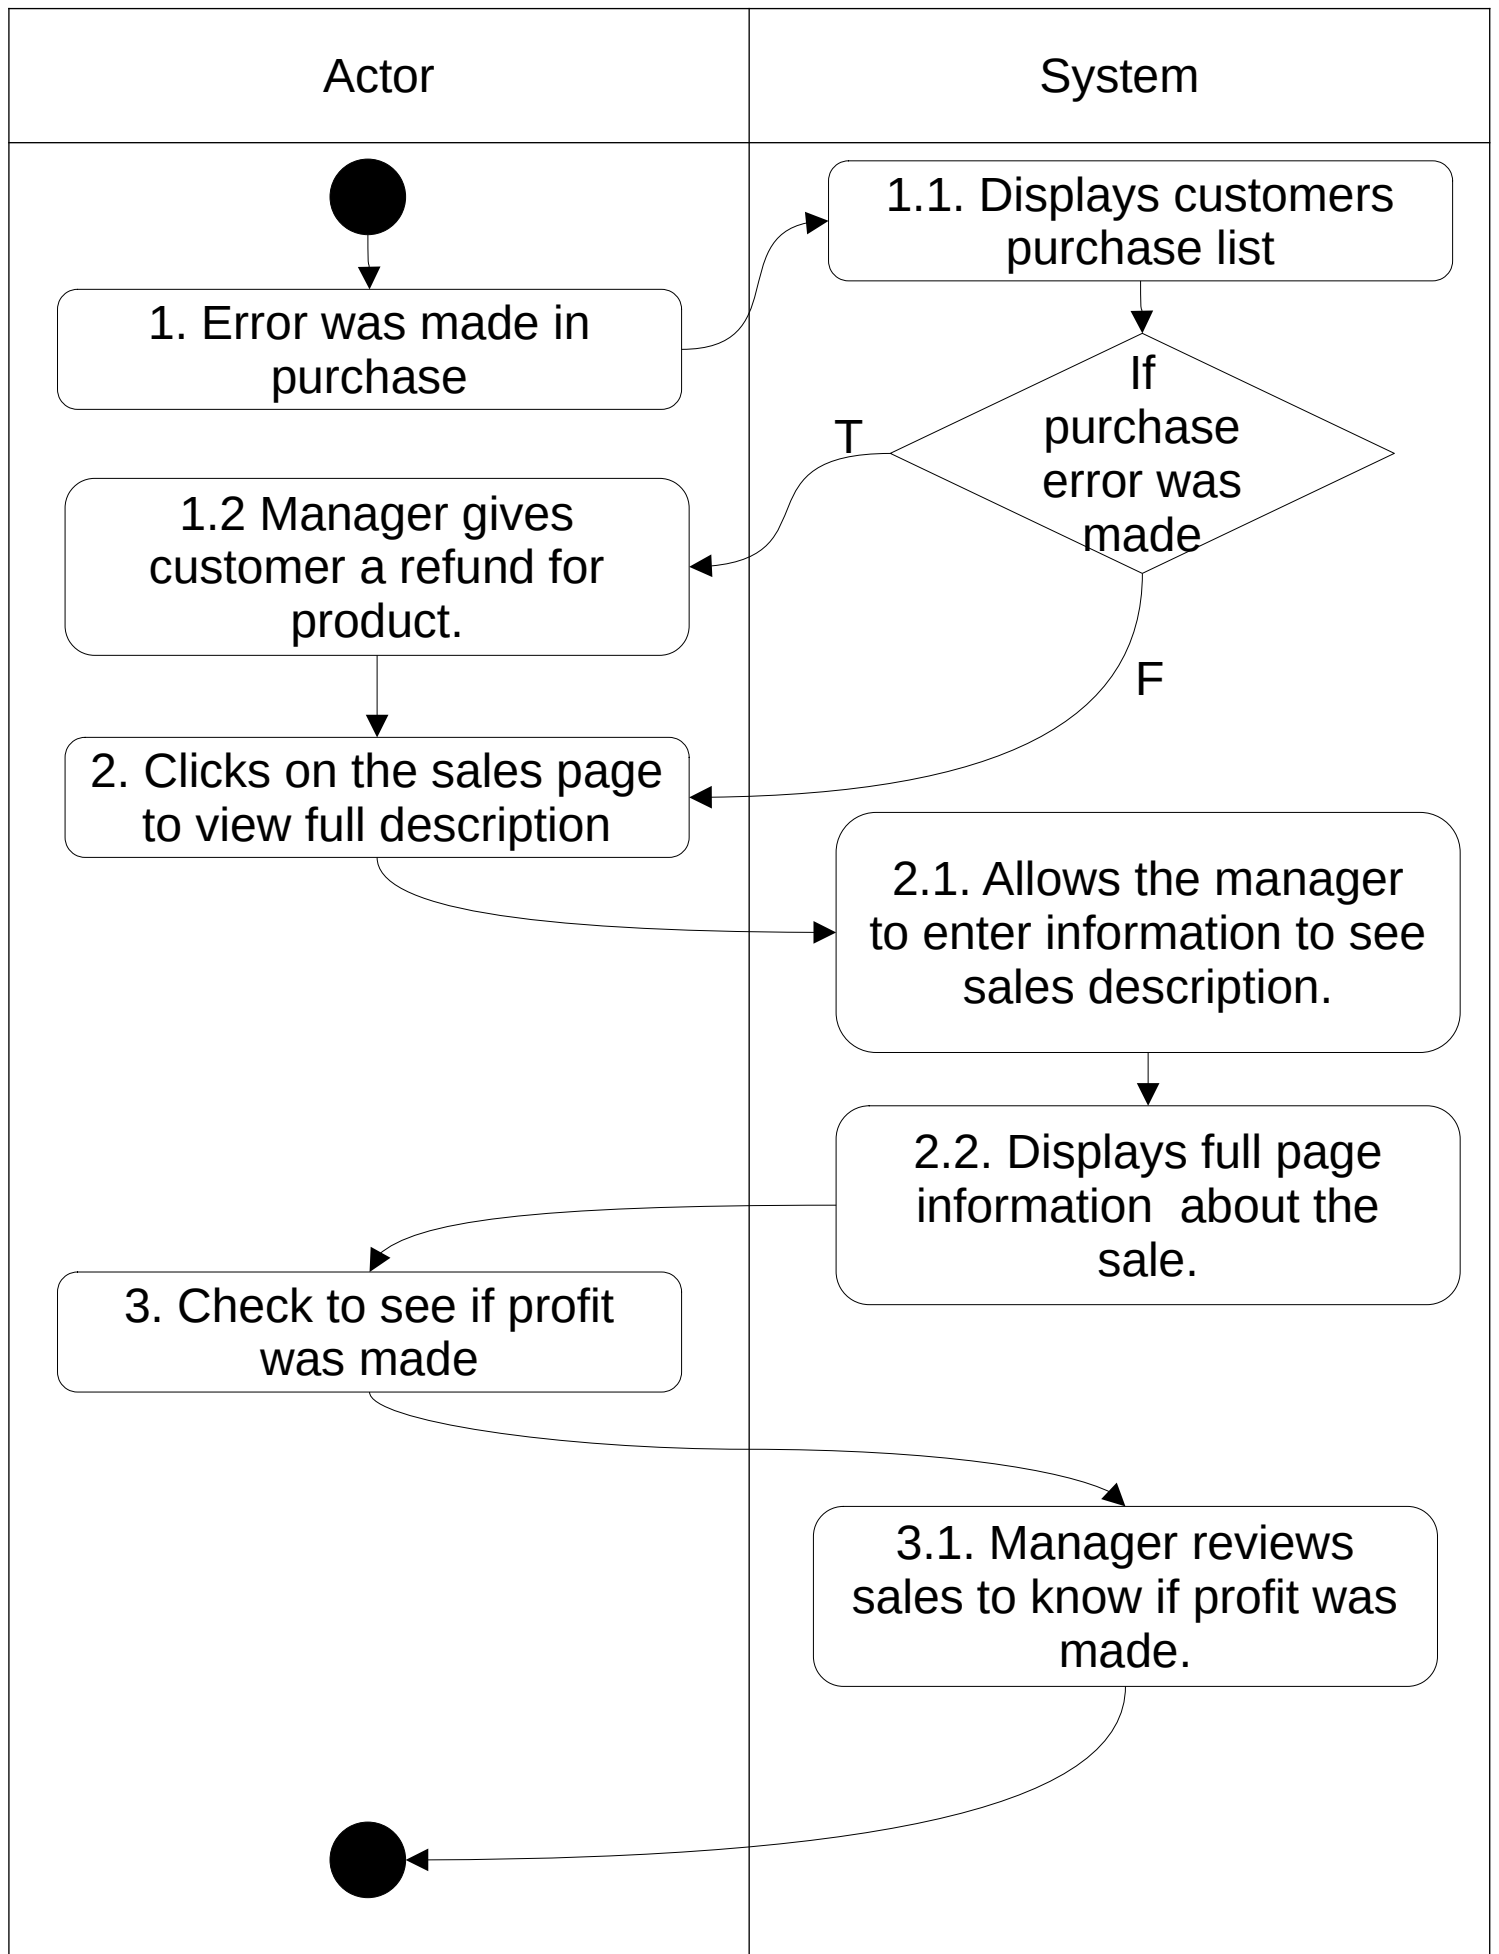 Actor
System
1.1. Displays customers
purchase list
1. Error was made in
purchase
If
purchase
error was
made
T
1.2 Manager gives
customer a refund for
product.
F
2. Clicks on the sales page
to view full description
2.1. Allows the manager
to enter information to see
sales description.
2.2. Displays full page
information  about the
sale.
3. Check to see if profit
was made
3.1. Manager reviews
sales to know if profit was
made.